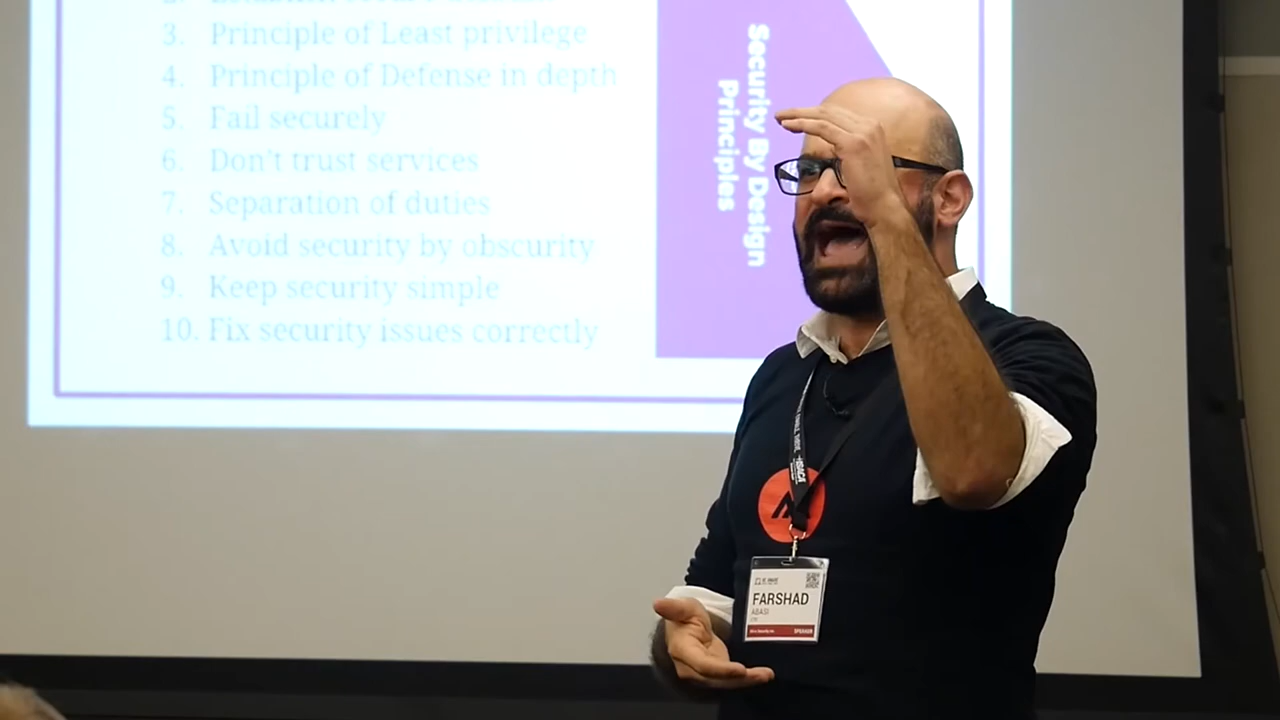 3. Principle of Least privilege
4. Principle of Defense in depth
5. Fail securely
6. Don't trust services
7. Separation of duties
8. Avoid security by obscurity
9. Keep security simple
10. Fix security issues correctly
Security By Design
Principles
ISACA
FARSHAD
ABASI
SPEAKER